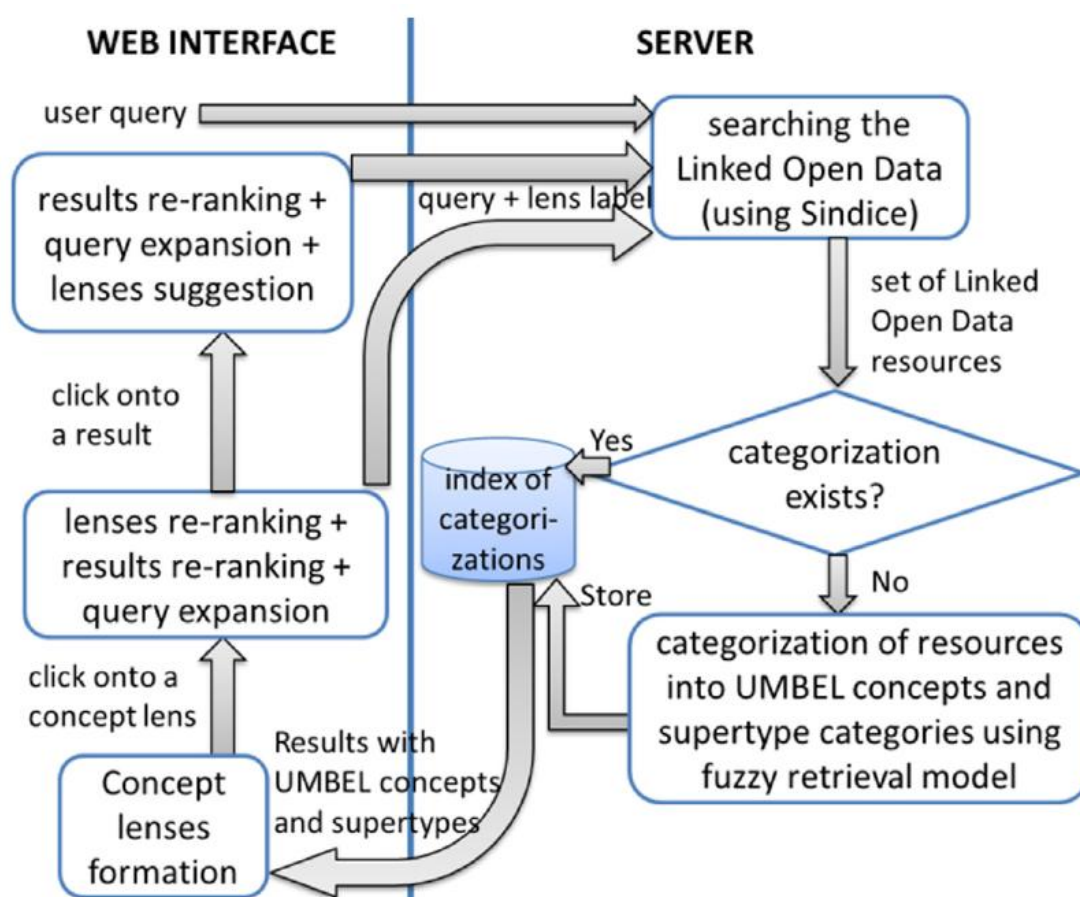 WEB INTERFACE
SERVER
user query
searching the
Linked Open Data
(using Sindice)
results re-ranking +
query expansion +
lenses suggestion
query + lens label
set of Linked
Open Data
resources
click onto
a result
Yes
categorization
exists?
index of
categori-
zations
lenses re-ranking +
results re-ranking +
query expansion
No
Store
categorization of resources
into UMBEL concepts and
supertype categories using
fuzzy retrieval model
click onto a
concept lens
Results with
UMBEL concepts
and supertypes
Concept
lenses
formation